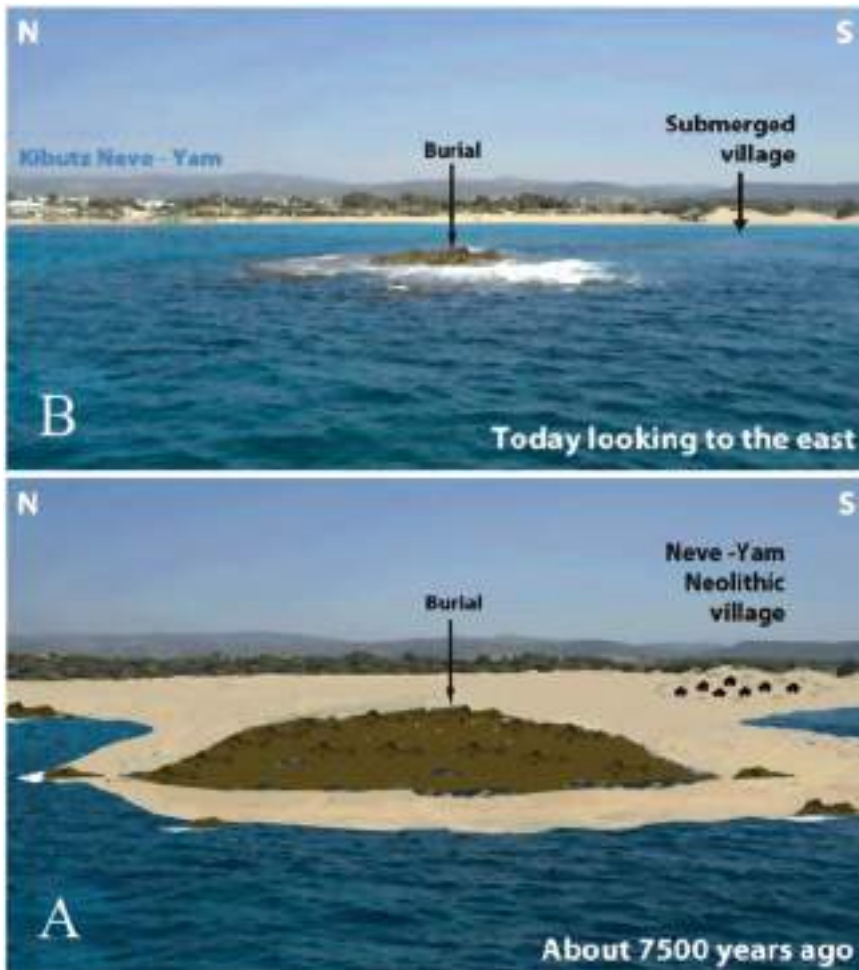 N
S
Kibutz Neve - Yam
Burial
Submerged
village
B
Today looking to the east
N
S
Neve -Yam
Neolithic
village
Burial
A
About 7500 years ago